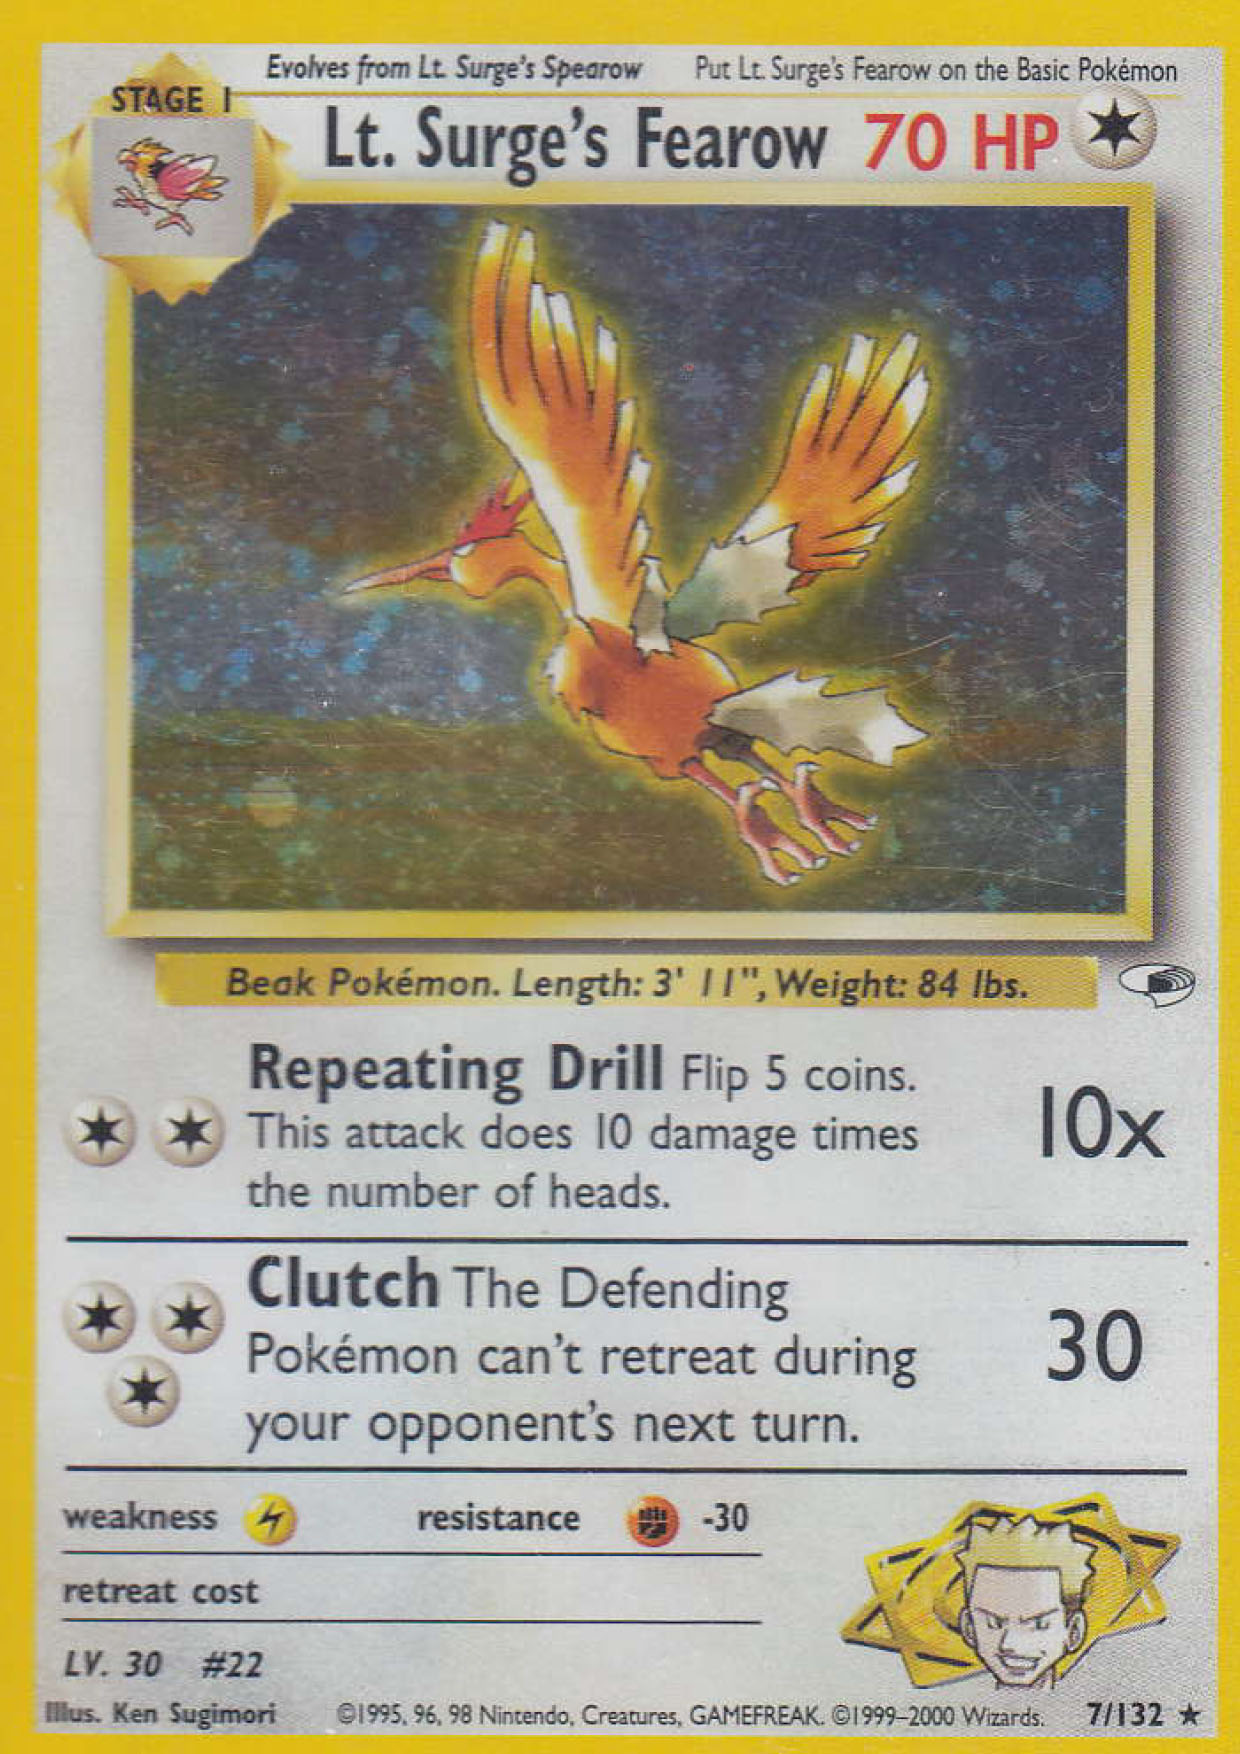 Evolves from Lt. Surge's Spearow Put Lt. Surge's Fearow on the Basic Pokémon
STAGE 1
Lt. Surge's Fearow 70 HP
Beak Pokémon. Length: 3' 11", Weight: 84 lbs.
Repeating Drill Flip 5 coins.
This attack does 10 damage times
the number of heads.
10x
Clutch The Defending
Pokémon can't retreat during
your opponent's next turn.
30
weakness resistance -30
retreat cost
LV. 30 #22
Illus. Ken Sugimori ©1995, 96, 98 Nintendo, Creatures, GAMEFREAK. ©1999–2000 Wizards. 7/132 ★